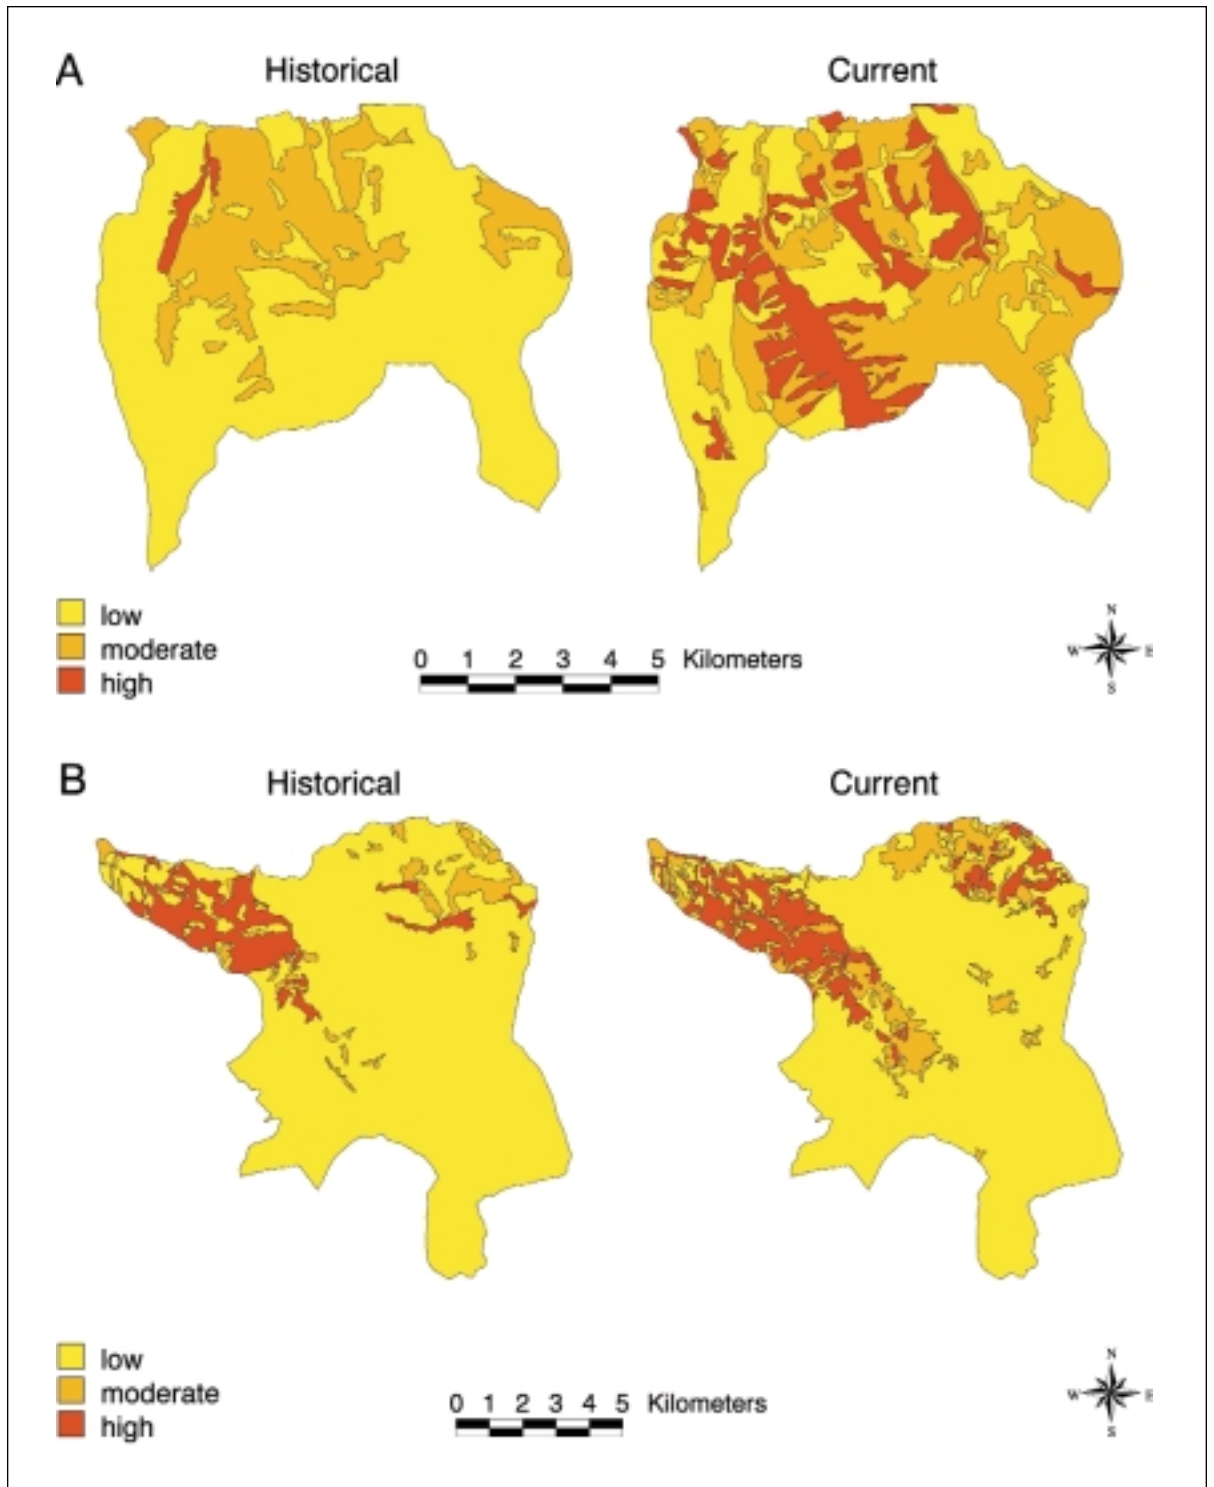 A
Historical Current
low
moderate
high
0 1 2 3 4 5 Kilometers
N
W E
S
B
Historical Current
low
moderate
high
0 1 2 3 4 5 Kilometers
N
W E
S